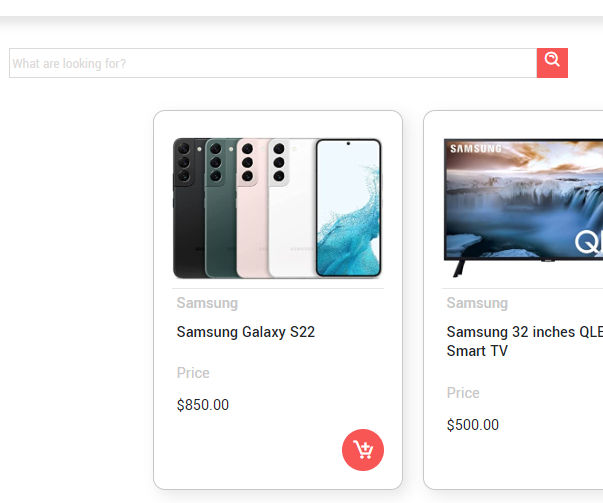 What are looking for?
SAMSUNG
QL
Samsung
Samsung Galaxy S22
Price
$850.00
Samsung
Samsung 32 inches QLE
Smart TV
Price
$500.00